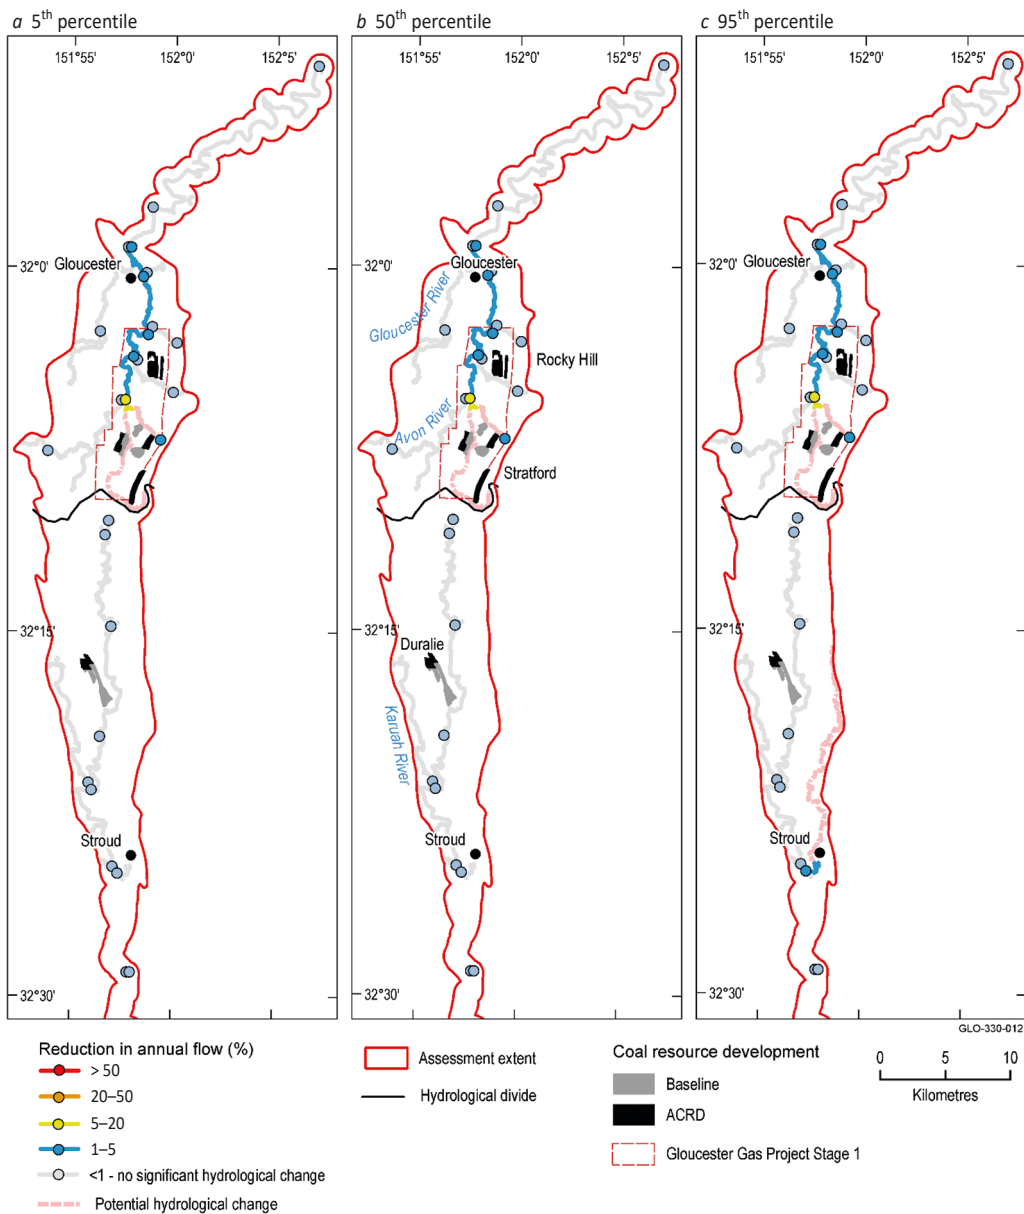 a 5th percentile
b 50th percentile
c 95th percentile
151°55'
152°0'
152°5'
151°55'
152°0'
152°5'
151°55'
152°0'
152°5'
32°0'
Gloucester
32°15'
Stroud
32°30'
32°0'
Gloucester
Gloucester River
Rocky Hill
Avon River
Stratford
32°15'
Duralie
Karuah River
Stroud
32°30'
32°0'
Gloucester
32°15'
Stroud
32°30'
GLO-330-012
Reduction in annual flow (%)
> 50
20–50
5–20
1–5
<1 - no significant hydrological change
Potential hydrological change
Assessment extent
Hydrological divide
Coal resource development
Baseline
ACRD
Gloucester Gas Project Stage 1
0 5 10
Kilometres